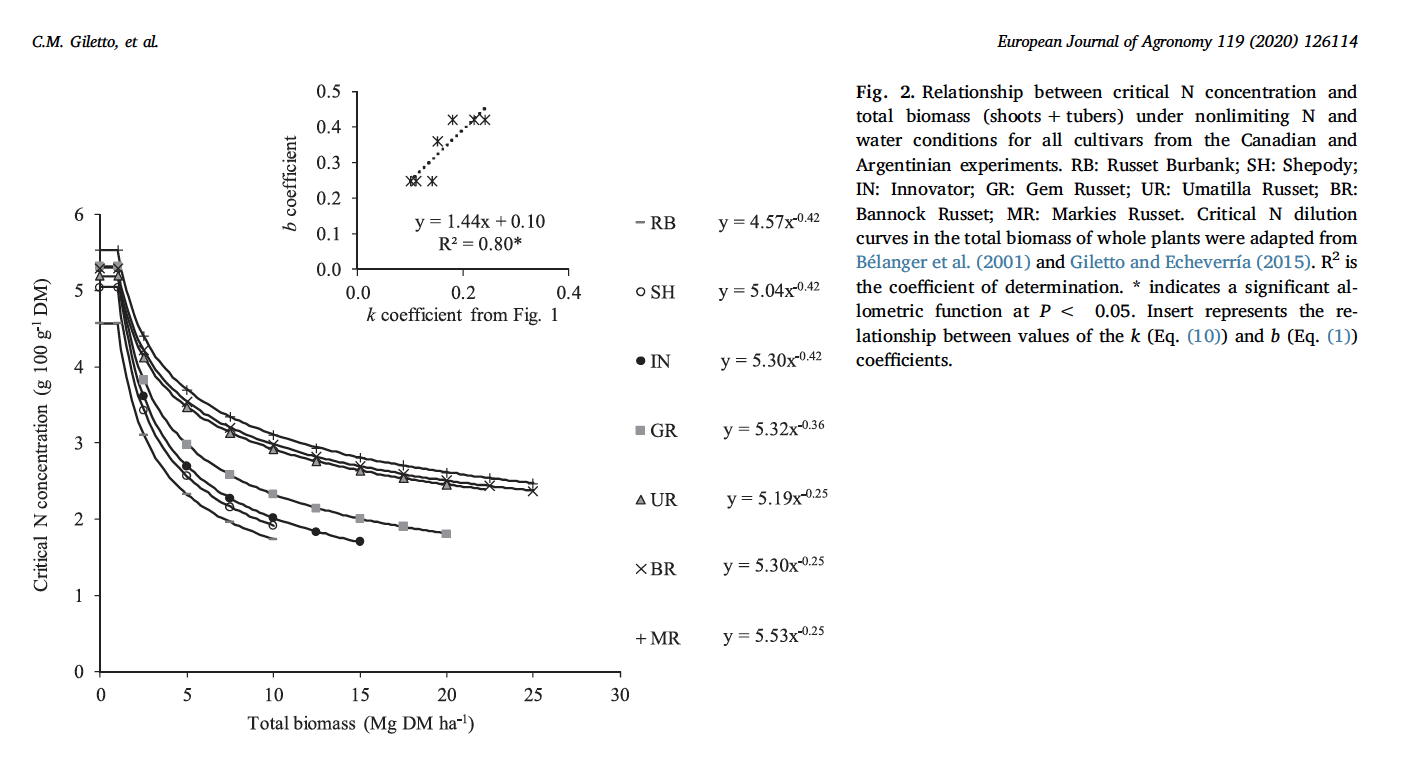 C.M. Giletto, et al.
European Journal of Agronomy 119 (2020) 126114
0.5
0.4
0.3
0.2
0.1
0.0
b coefficient
y = 1.44x + 0.10
R² = 0.80*
0.0 0.2 0.4
k coefficient from Fig. 1
6
5
4
3
2
1
0
Critical N concentration (g 100 g⁻¹ DM)
0 5 10 15 20 25 30
Total biomass (Mg DM ha⁻¹)
RB y = 4.57x⁻⁰·⁴²
SH y = 5.04x⁻⁰·⁴²
IN y = 5.30x⁻⁰·⁴²
GR y = 5.32x⁻⁰·³⁶
UR y = 5.19x⁻⁰·²⁵
BR y = 5.30x⁻⁰·²⁵
MR y = 5.53x⁻⁰·²⁵
Fig. 2. Relationship between critical N concentration and
total biomass (shoots + tubers) under nonlimiting N and
water conditions for all cultivars from the Canadian and
Argentinian experiments. RB: Russet Burbank; SH: Shepody;
IN: Innovator; GR: Gem Russet; UR: Umatilla Russet; BR:
Bannock Russet; MR: Markies Russet. Critical N dilution
curves in the total biomass of whole plants were adapted from
Bélanger et al. (2001) and Giletto and Echeverría (2015). R² is
the coefficient of determination. * indicates a significant al-
lometric function at P < 0.05. Insert represents the re-
lationship between values of the k (Eq. (10)) and b (Eq. (1))
coefficients.